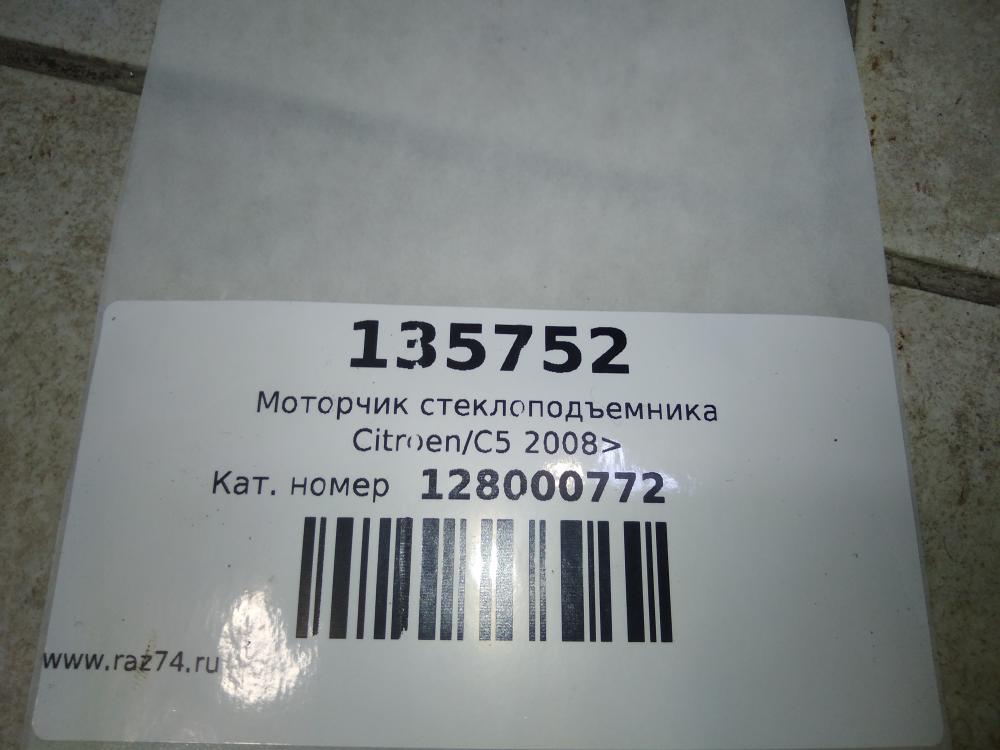 135752
Моторчик стеклоподъемника
Citroen/C5 2008>
Кат. номер 128000772
www.raz74.ru